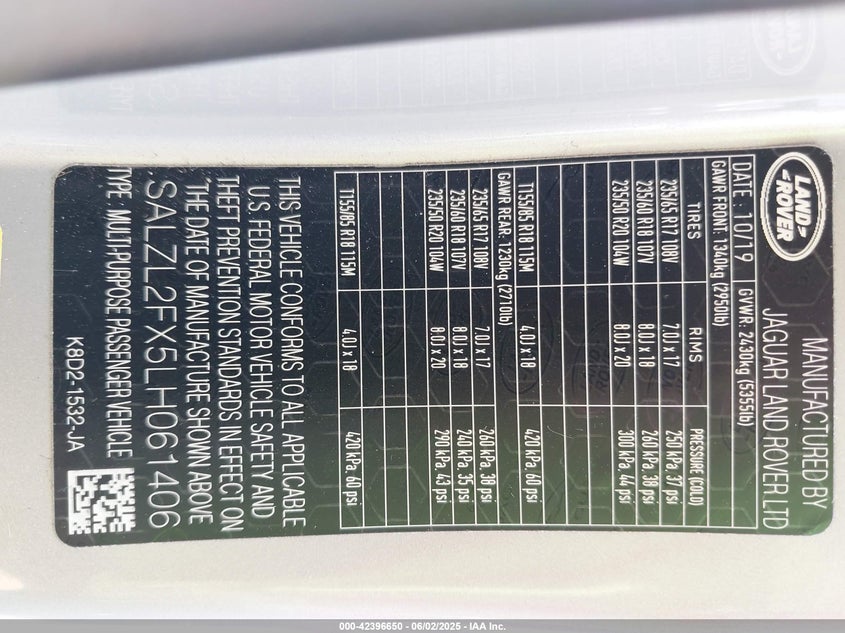 LAND
ROVER
MANUFACTURED BY
JAGUAR LAND ROVER LTD
DATE 10/19 GVWR: 2430kg (5355lb)
GAWR FRONT: 1340kg (2950lb)
TIRES RIMS PRESSURE (COLD)
235/65 R17 108V 7.0J x 17 250 kPa, 37 psi
235/60 R18 107V 8.0J x 18 260 kPa, 38 psi
235/50 R20 104W 8.0J x 20 300 kPa, 44 psi
T155/85 R18 115M 4.0J x 18 420 kPa, 60 psi
GAWR REAR: 1230kg (2710lb)
235/65 R17 108V 7.0J x 17 260 kPa, 38 psi
235/60 R18 107V 8.0J x 18 240 kPa, 35 psi
235/50 R20 104W 8.0J x 20 290 kPa, 43 psi
T155/85 R18 115M 4.0J x 18 420 kPa, 60 psi
THIS VEHICLE CONFORMS TO ALL APPLICABLE
U.S. FEDERAL MOTOR VEHICLE SAFETY AND
THEFT PREVENTION STANDARDS IN EFFECT ON
THE DATE OF MANUFACTURE SHOWN ABOVE
SALZL2FX5LH061406
TYPE MULTI-PURPOSE PASSENGER VEHICLE
K8D2-1532-JA
000-42396650 - 06/02/2025 - IAA Inc.